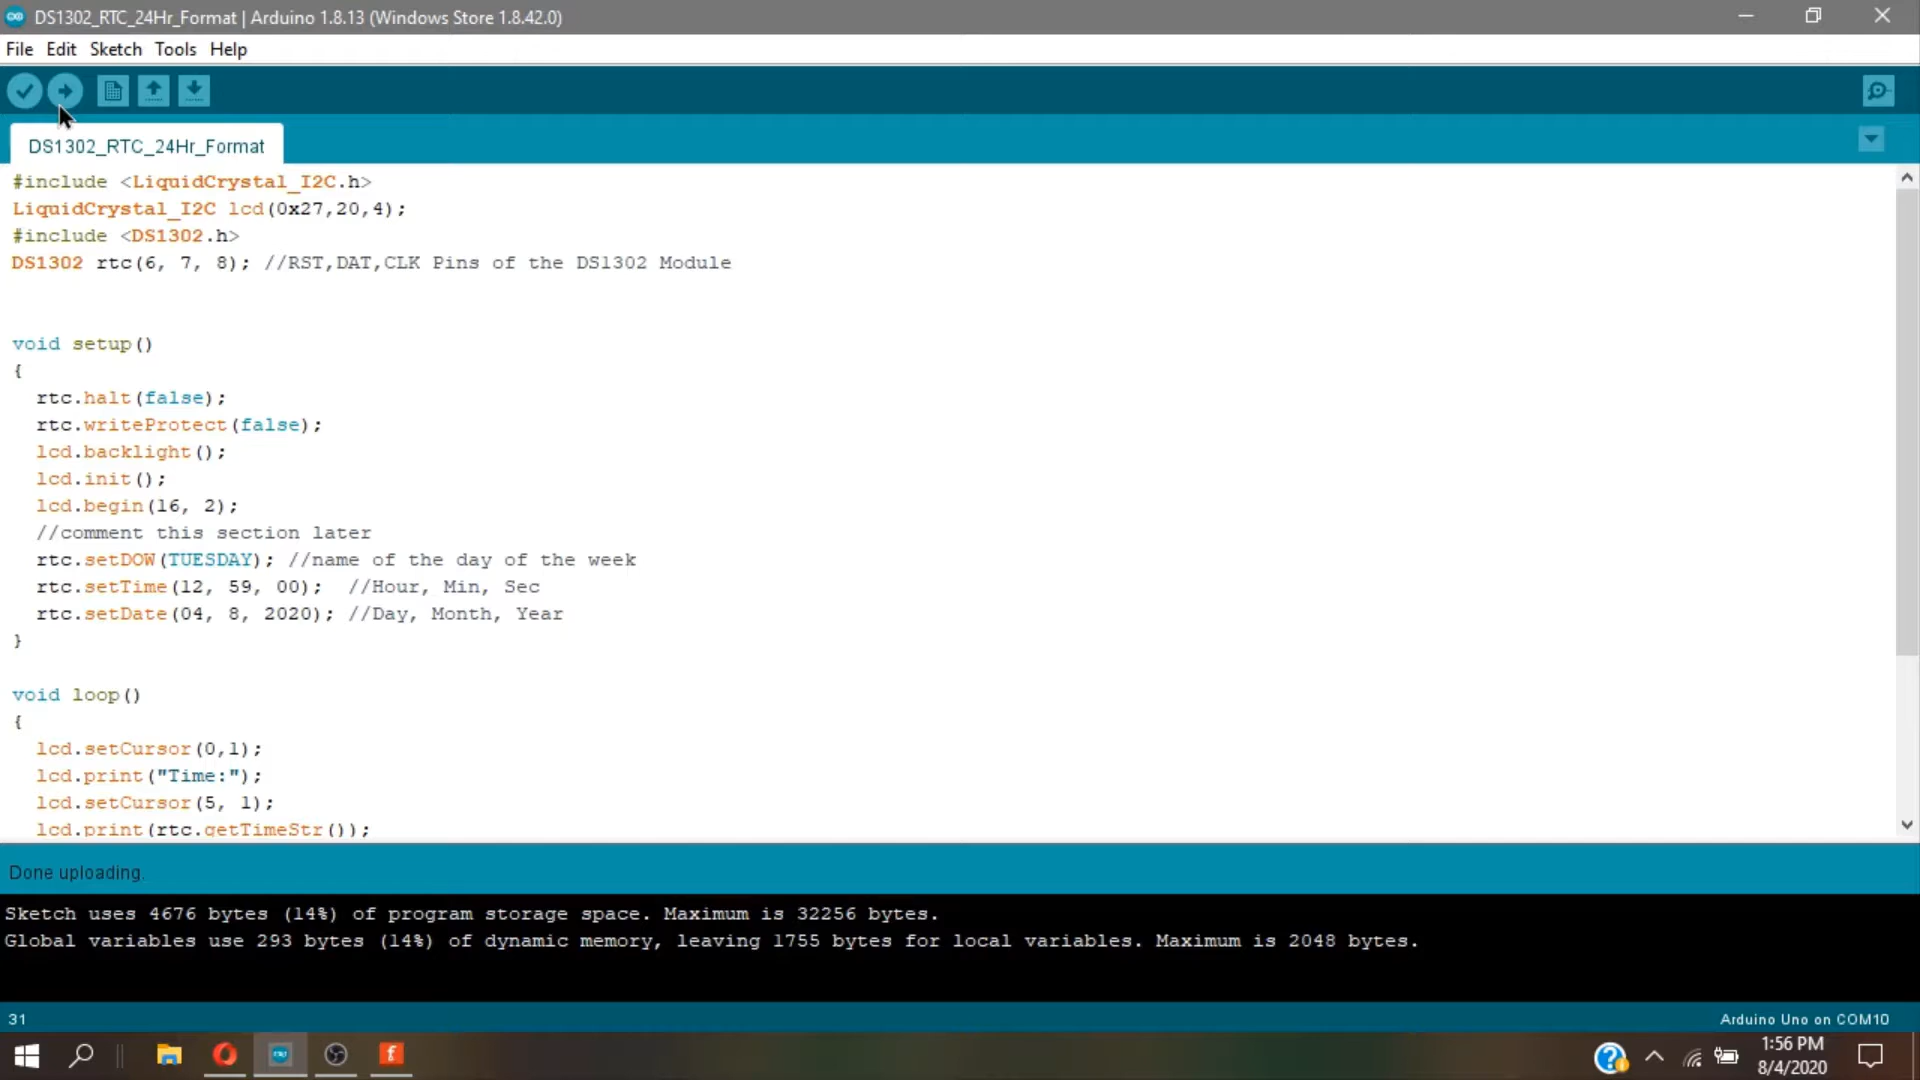 DS1302_RTC_24Hr_Format | Arduino 1.8.13 (Windows Store 1.8.42.0)
File Edit Sketch Tools Help
DS1302_RTC_24Hr_Format
#include <LiquidCrystal_I2C.h>
LiquidCrystal_I2C lcd(0x27,20,4);
#include <DS1302.h>
DS1302 rtc(6, 7, 8); //RST,DAT,CLK Pins of the DS1302 Module
void setup()
{
rtc.halt(false);
rtc.writeProtect(false);
lcd.backlight();
lcd.init();
lcd.begin(16, 2);
//comment this section later
rtc.setDOW(TUESDAY); //name of the day of the week
rtc.setTime(12, 59, 00); //Hour, Min, Sec
rtc.setDate(04, 8, 2020); //Day, Month, Year
}
void loop()
{
lcd.setCursor(0,1);
lcd.print("Time:");
lcd.setCursor(5, 1);
lcd.print(rtc.getTimeStr());
Done uploading.
Sketch uses 4676 bytes (14%) of program storage space. Maximum is 32256 bytes.
Global variables use 293 bytes (14%) of dynamic memory, leaving 1755 bytes for local variables. Maximum is 2048 bytes.
31
Arduino Uno on COM10
1:56 PM
8/4/2020